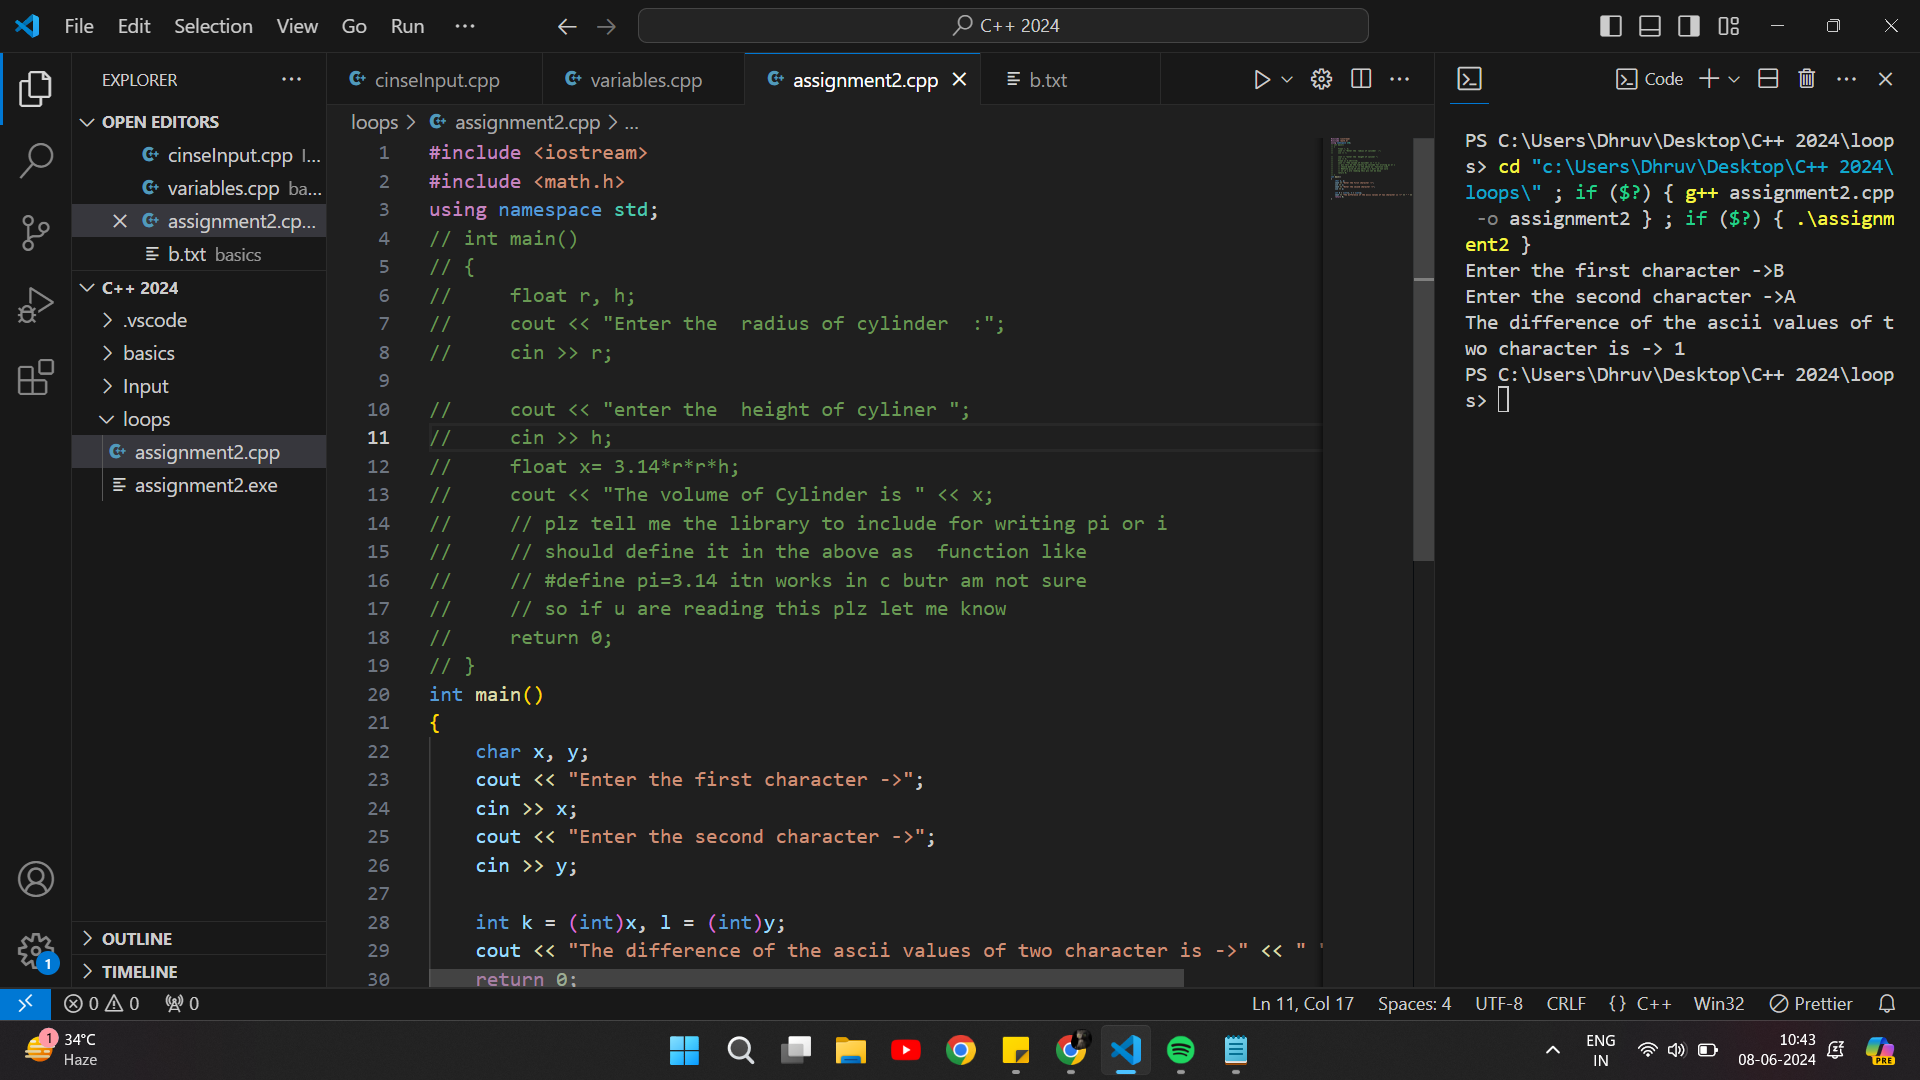 File Edit Selection View Go Run ··· C++ 2024
EXPLORER ···
OPEN EDITORS
cinseInput.cpp I...
variables.cpp ba...
assignment2.cp...
b.txt basics
C++ 2024
.vscode
basics
Input
loops
assignment2.cpp
assignment2.exe
OUTLINE
TIMELINE
cinseInput.cpp variables.cpp assignment2.cpp b.txt
loops > assignment2.cpp > ...
1 #include <iostream>
2 #include <math.h>
3 using namespace std;
4 // int main()
5 // {
6 //     float r, h;
7 //     cout << "Enter the  radius of cylinder  :";
8 //     cin >> r;
9
10 //     cout << "enter the  height of cyliner ";
11 //     cin >> h;
12 //     float x= 3.14*r*r*h;
13 //     cout << "The volume of Cylinder is " << x;
14 //     // plz tell me the library to include for writing pi or i
15 //     // should define it in the above as  function like
16 //     // #define pi=3.14 itn works in c butr am not sure
17 //     // so if u are reading this plz let me know
18 //     return 0;
19 // }
20 int main()
21 {
22     char x, y;
23     cout << "Enter the first character ->";
24     cin >> x;
25     cout << "Enter the second character ->";
26     cin >> y;
27
28     int k = (int)x, l = (int)y;
29     cout << "The difference of the ascii values of two character is ->" << " "
30     return 0;
Code
PS C:\Users\Dhruv\Desktop\C++ 2024\loop
s> cd "c:\Users\Dhruv\Desktop\C++ 2024\
loops\" ; if ($?) { g++ assignment2.cpp
-o assignment2 } ; if ($?) { .\assignm
ent2 }
Enter the first character ->B
Enter the second character ->A
The difference of the ascii values of t
wo character is -> 1
PS C:\Users\Dhruv\Desktop\C++ 2024\loop
s>
1
0 0 0 Ln 11, Col 17 Spaces: 4 UTF-8 CRLF {} C++ Win32 Prettier
1
34°C
Haze
ENG
IN
10:43
08-06-2024
PRE